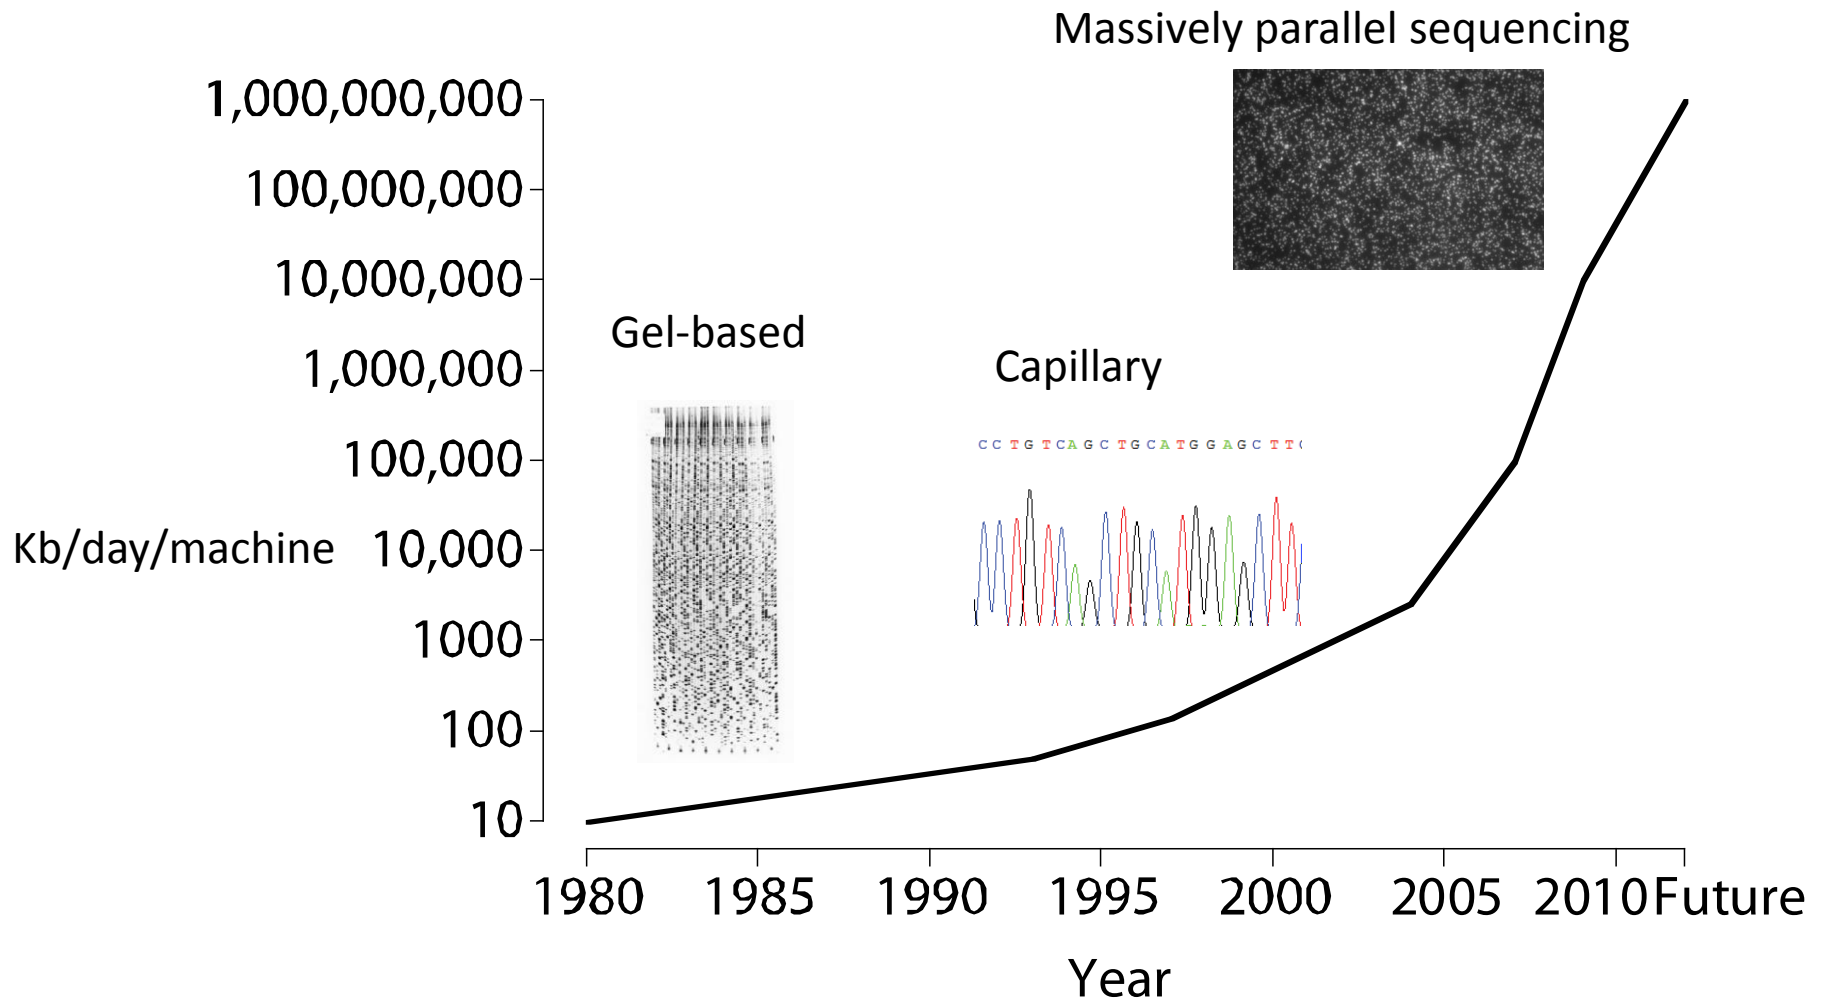 Massively parallel sequencing
1,000,000,000
100,000,000
10,000,000
Gel-based
1,000,000
Capillary
100,000
CCTGTCAGCTGCATGGAGCTT
Kb/day/machine
10,000
1000
100
10
1980 1985 1990 1995 2000 2005 2010 Future
Year